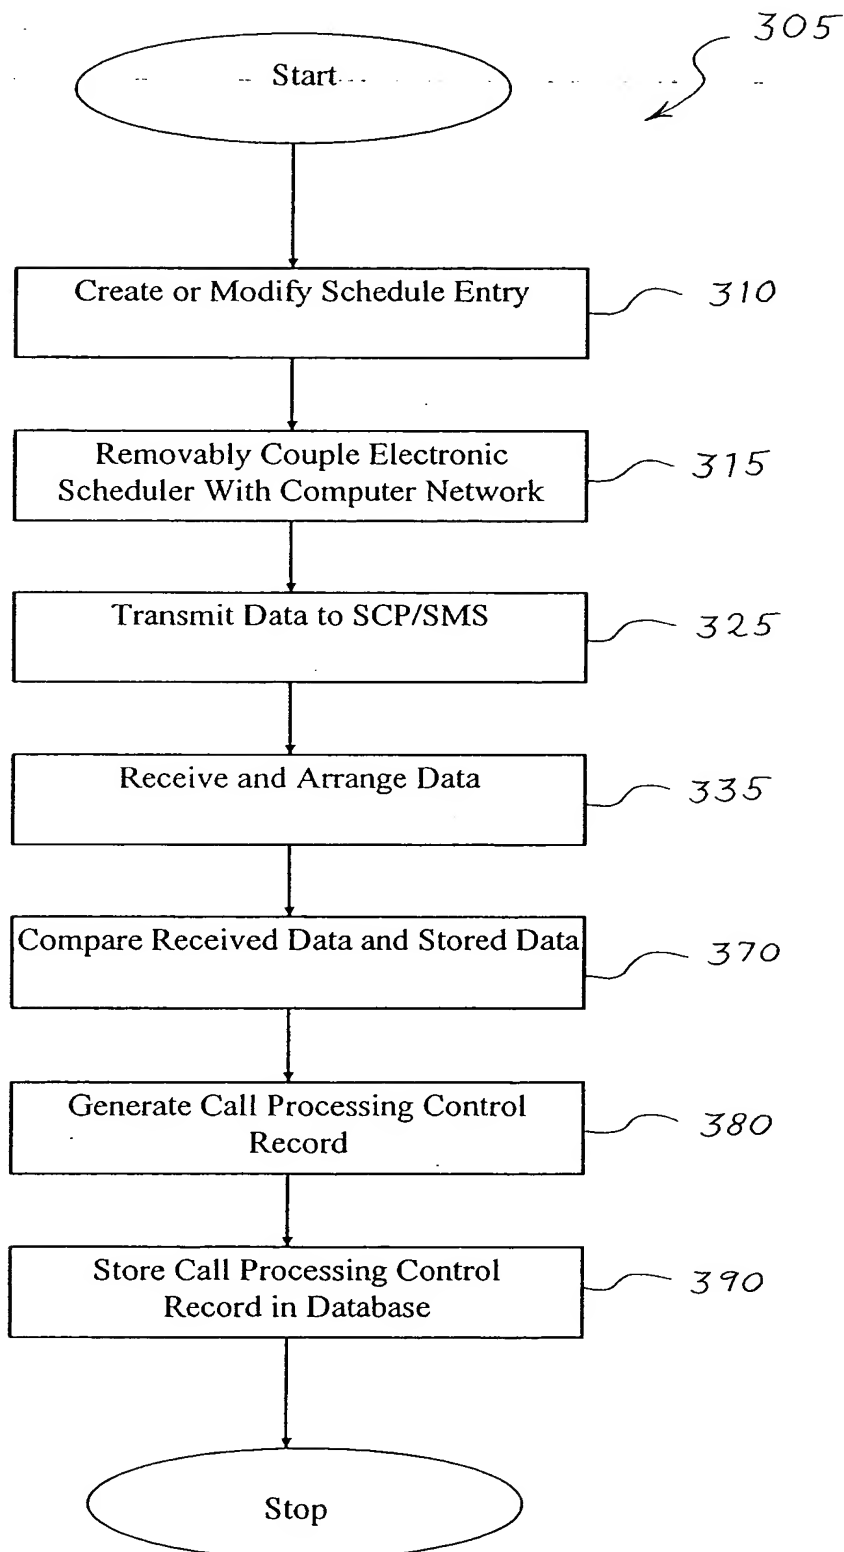 305
Start
Create or Modify Schedule Entry
310
Removably Couple Electronic
Scheduler With Computer Network
315
Transmit Data to SCP/SMS
325
Receive and Arrange Data
335
Compare Received Data and Stored Data
370
Generate Call Processing Control
Record
380
Store Call Processing Control
Record in Database
390
Stop